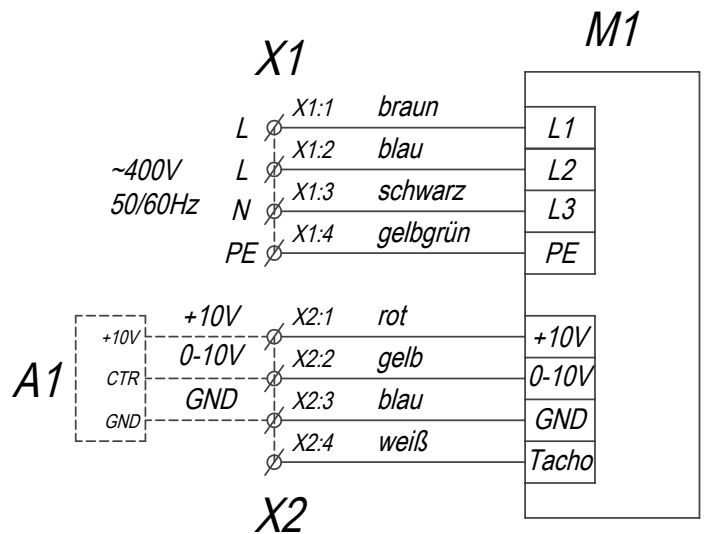 M1
X1
X1:1 braun
L L1
X1:2 blau
~400V L L2
50/60Hz N X1:3 schwarz L3
X1:4 gelbgrün
PE PE
+10V X2:1 rot
+10V +10V
0-10V X2:2 gelb
A1 CTR 0-10V
GND X2:3 blau
GND GND
X2:4 weiß
Tacho
X2